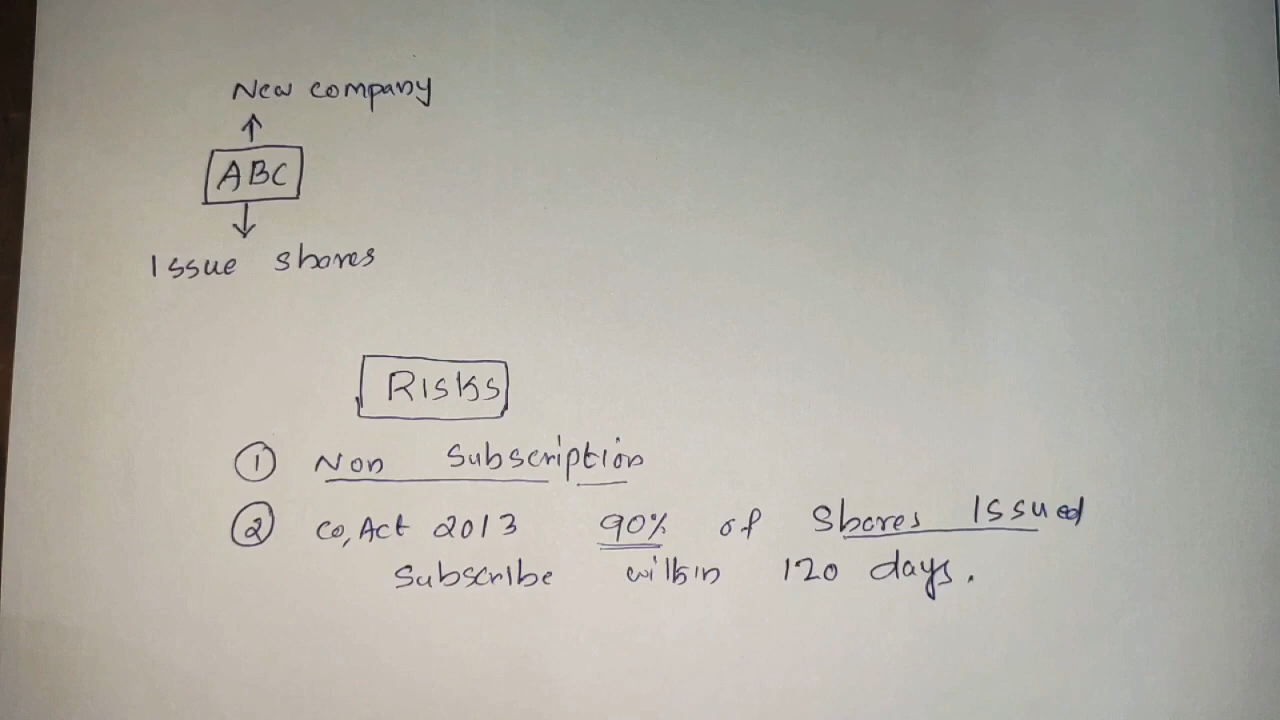 New company
ABC
Issue shares
Risks
① Non Subscription
② Co, Act 2013 90% of Shares Issued
Subscribe within 120 days.